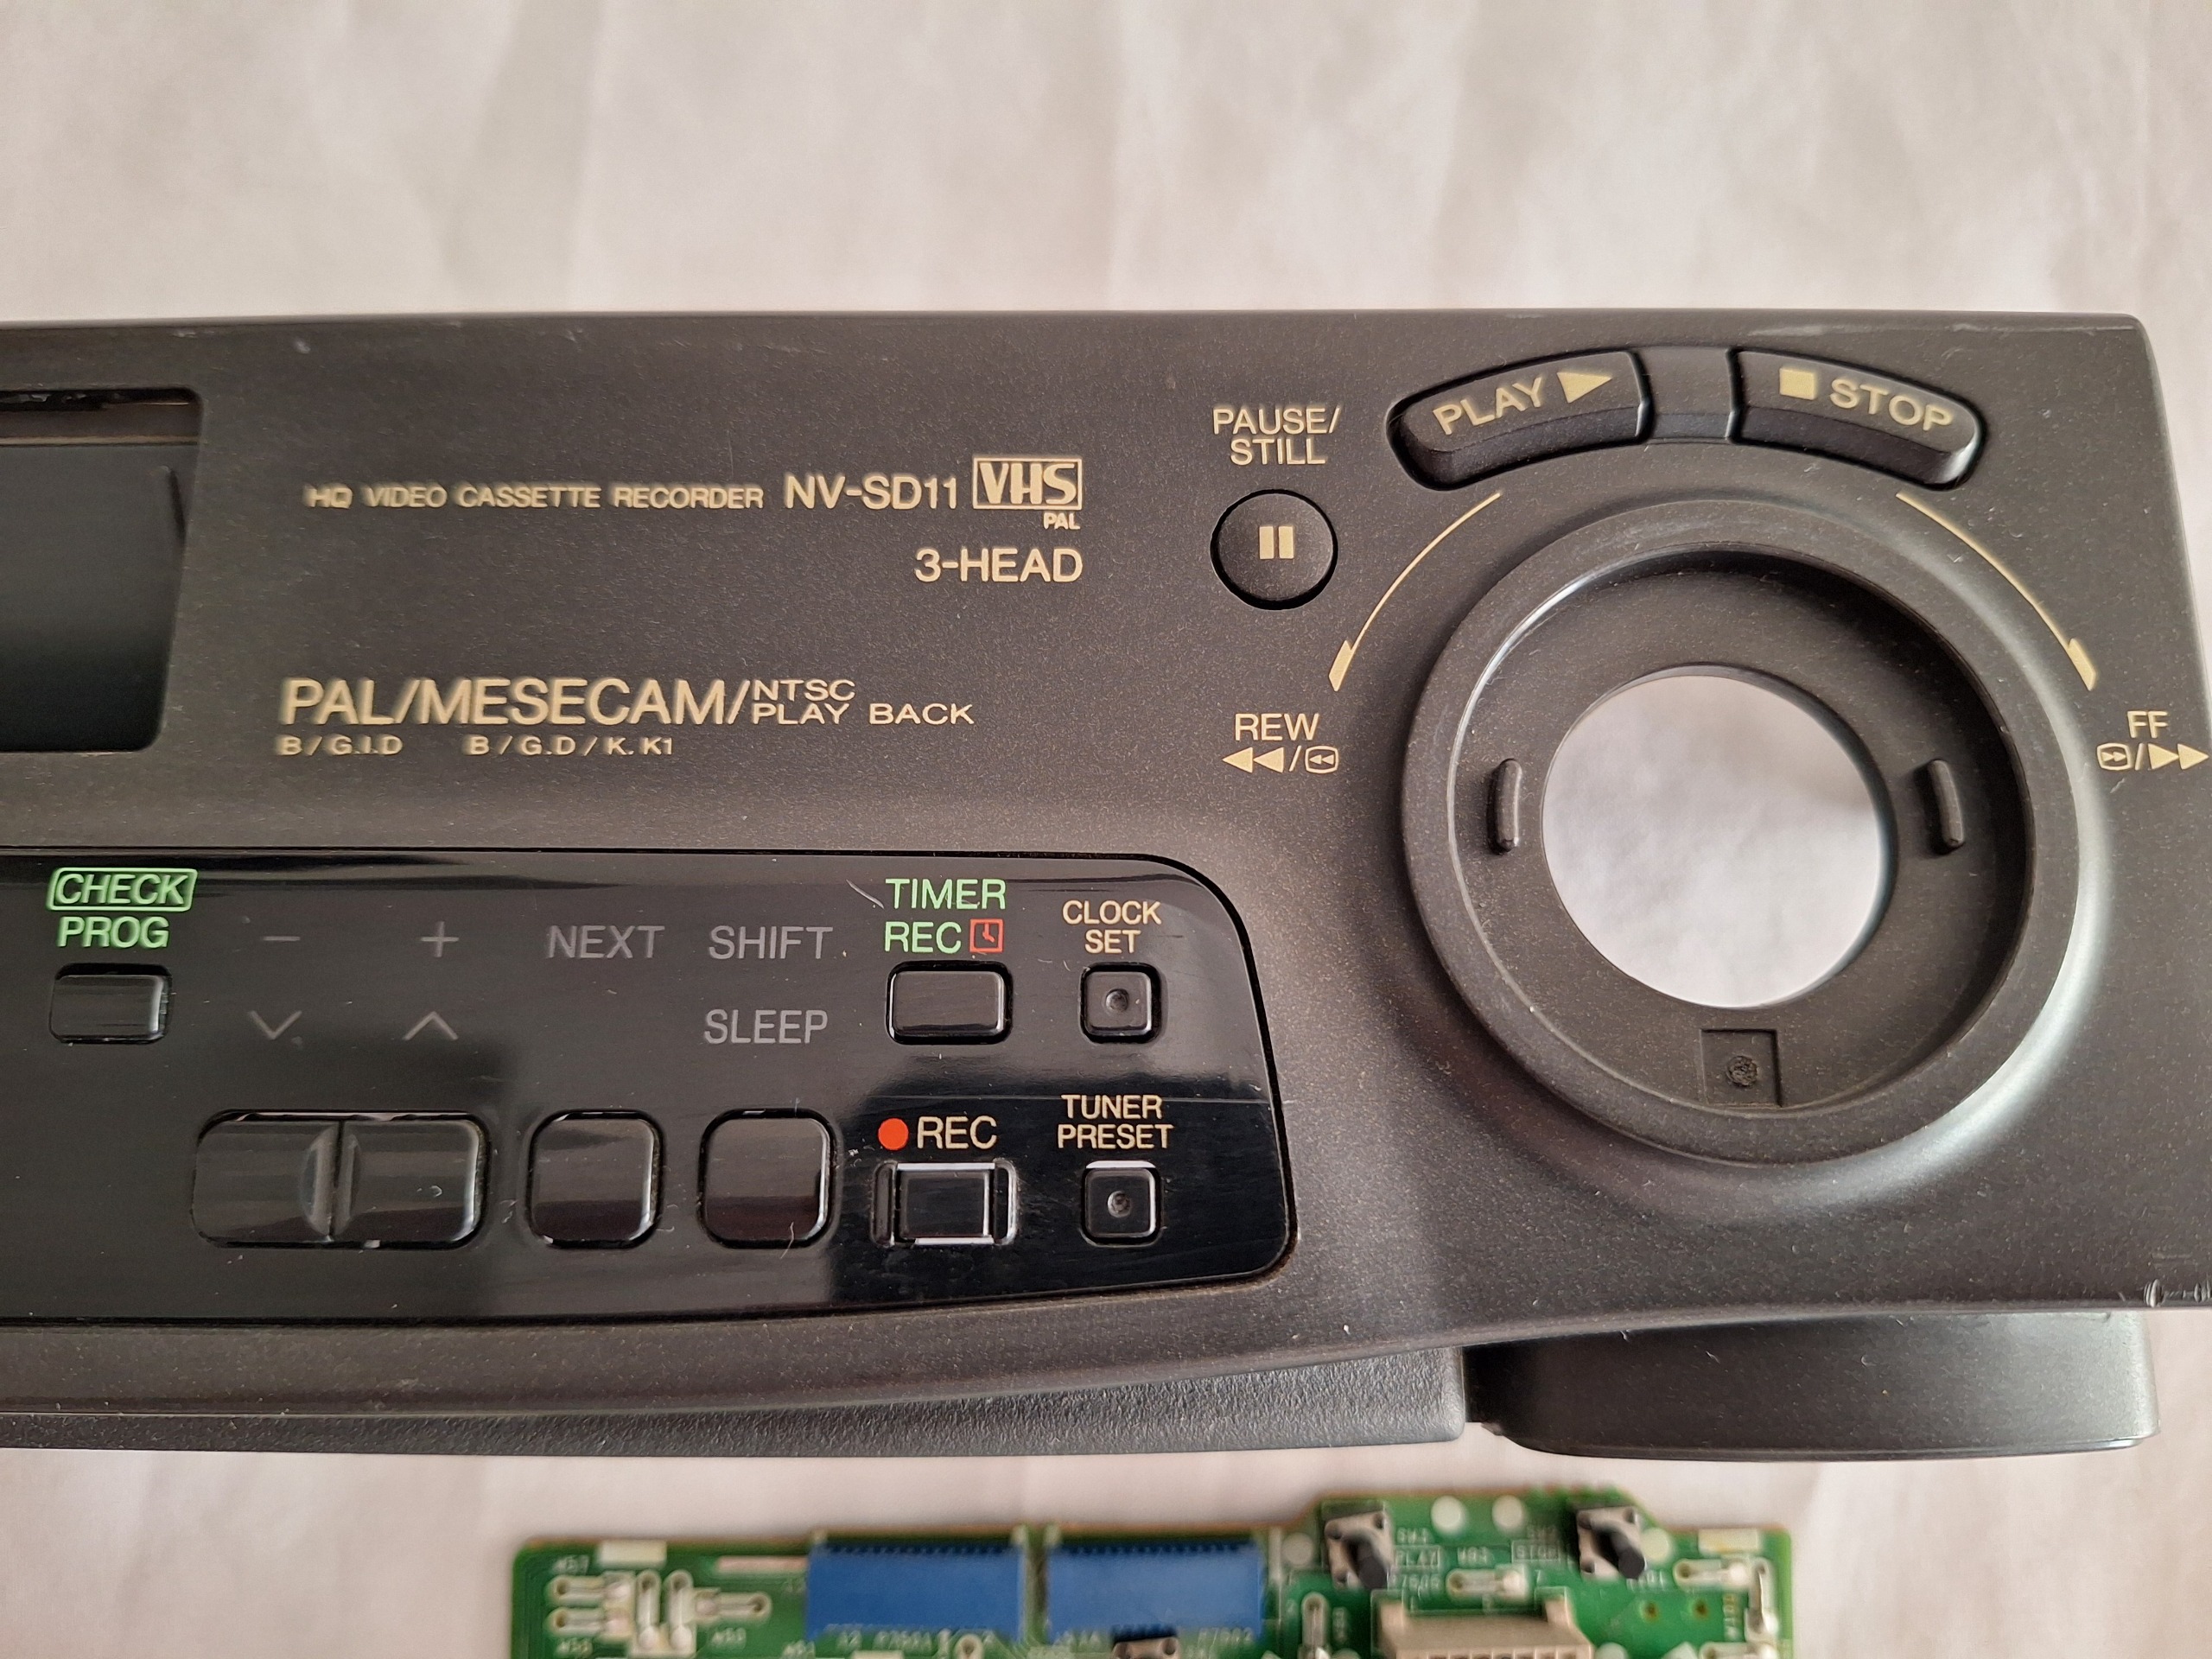 PLAY
STOP
PAUSE/
STILL
HQ VIDEO CASSETTE RECORDER NV-SD11 VHS
PAL
3-HEAD
PAL/MESECAM/NTSC
PLAY BACK
B/G.I.D B/G.D/K.K1
REW
FF
CHECK
PROG
− + NEXT SHIFT
SLEEP
TIMER
REC
CLOCK
SET
REC
TUNER
PRESET
PLAY